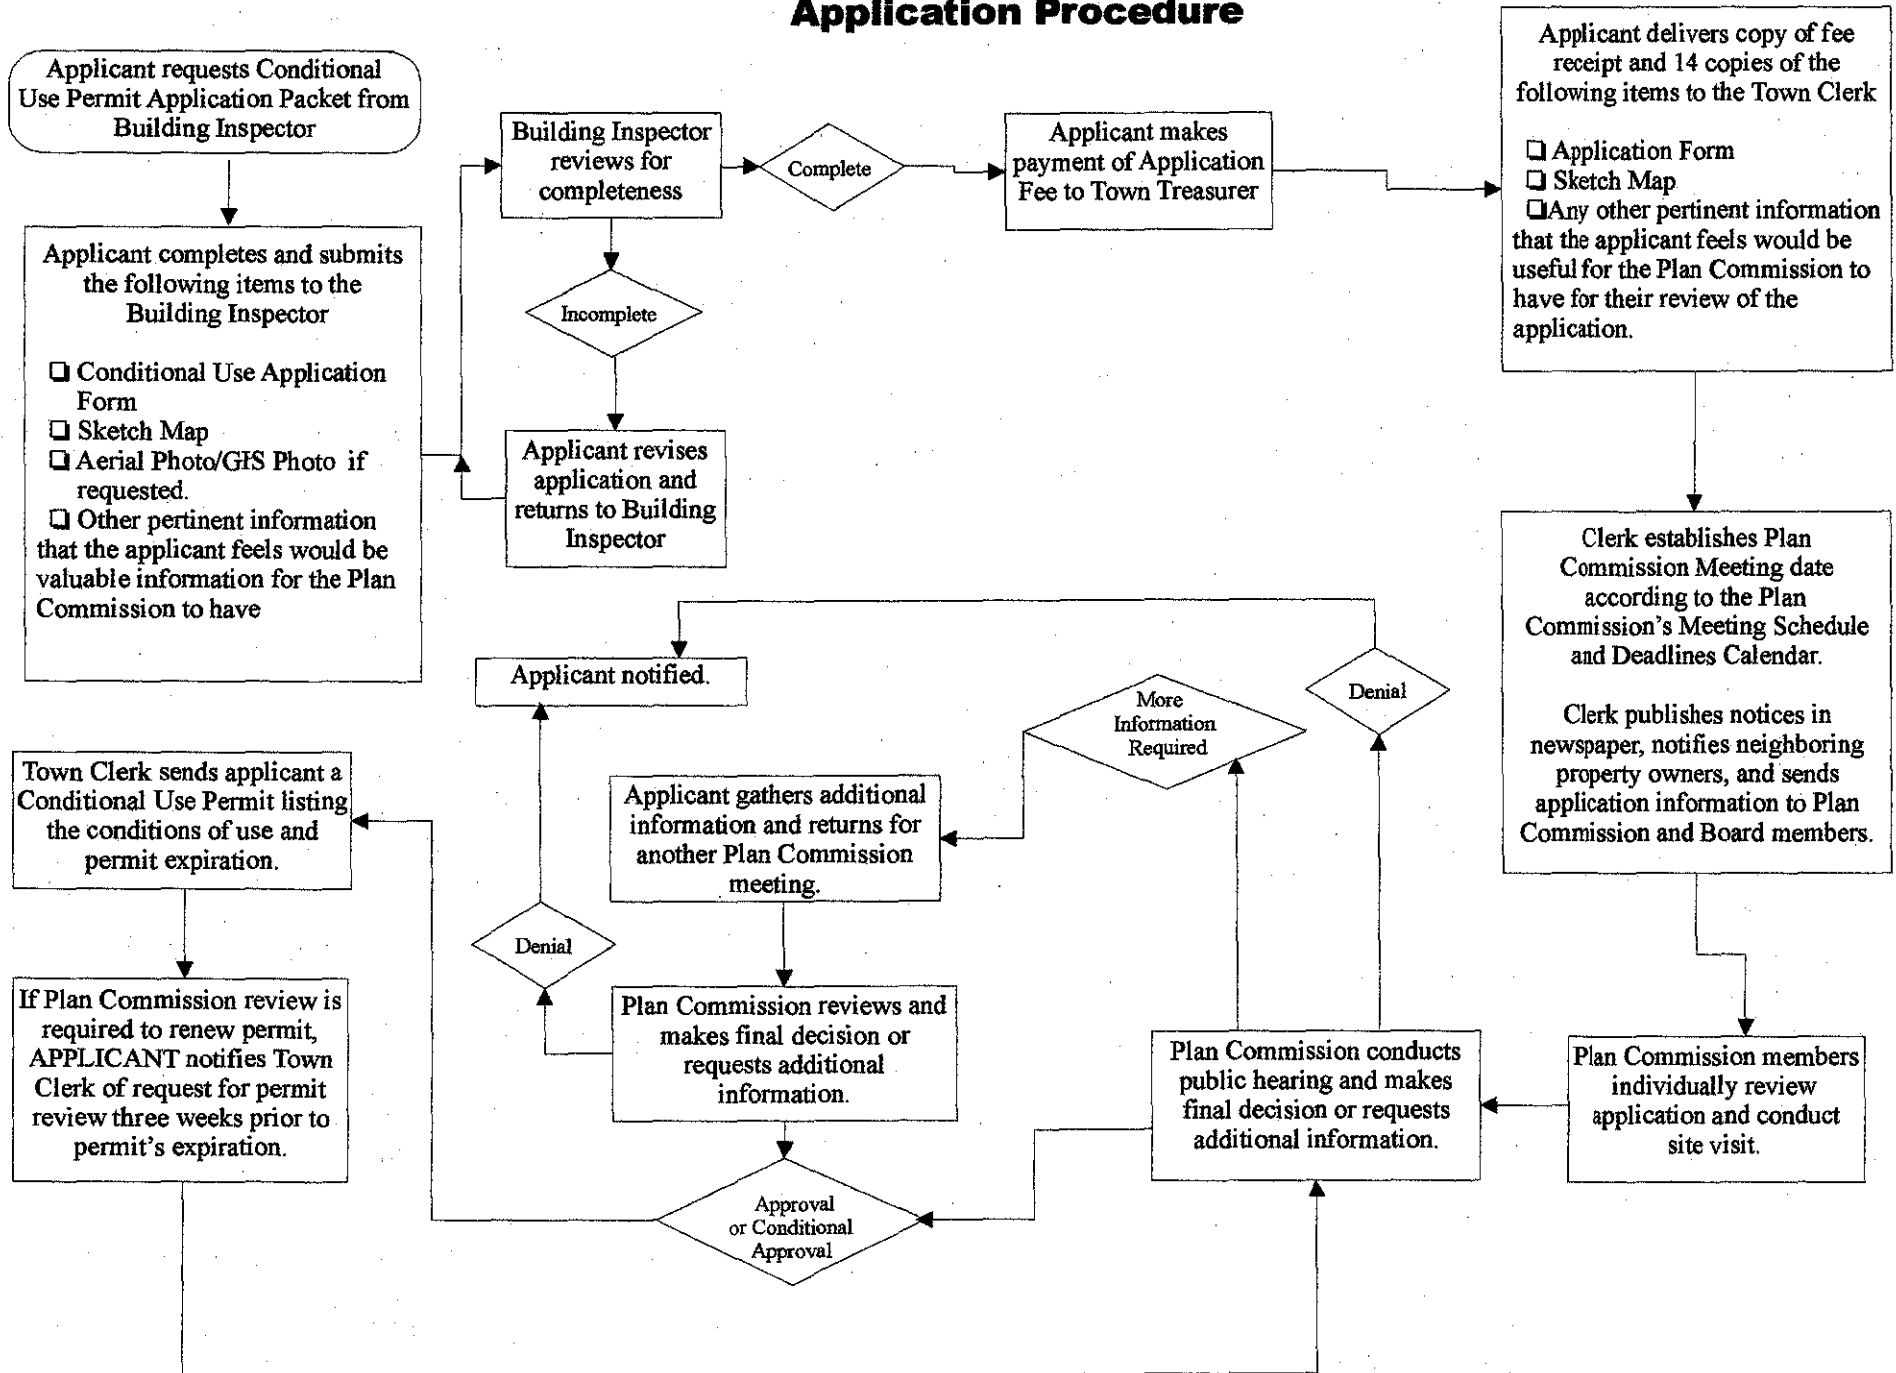 Application Procedure
Applicant requests Conditional
Use Permit Application Packet from
Building Inspector
Applicant completes and submits
the following items to the
Building Inspector
❑ Conditional Use Application
Form
❑ Sketch Map
❑ Aerial Photo/GIS Photo if
requested.
❑ Other pertinent information
that the applicant feels would be
valuable information for the Plan
Commission to have
Building Inspector
reviews for
completeness
Complete
Incomplete
Applicant revises
application and
returns to Building
Inspector
Applicant makes
payment of Application
Fee to Town Treasurer
Applicant delivers copy of fee
receipt and 14 copies of the
following items to the Town Clerk
❑ Application Form
❑ Sketch Map
❑Any other pertinent information
that the applicant feels would be
useful for the Plan Commission to
have for their review of the
application.
Clerk establishes Plan
Commission Meeting date
according to the Plan
Commission's Meeting Schedule
and Deadlines Calendar.
Clerk publishes notices in
newspaper, notifies neighboring
property owners, and sends
application information to Plan
Commission and Board members.
Plan Commission members
individually review
application and conduct
site visit.
Plan Commission conducts
public hearing and makes
final decision or requests
additional information.
Denial
More
Information
Required
Applicant notified.
Applicant gathers additional
information and returns for
another Plan Commission
meeting.
Denial
Plan Commission reviews and
makes final decision or
requests additional
information.
Approval
or Conditional
Approval
Town Clerk sends applicant a
Conditional Use Permit listing
the conditions of use and
permit expiration.
If Plan Commission review is
required to renew permit,
APPLICANT notifies Town
Clerk of request for permit
review three weeks prior to
permit's expiration.